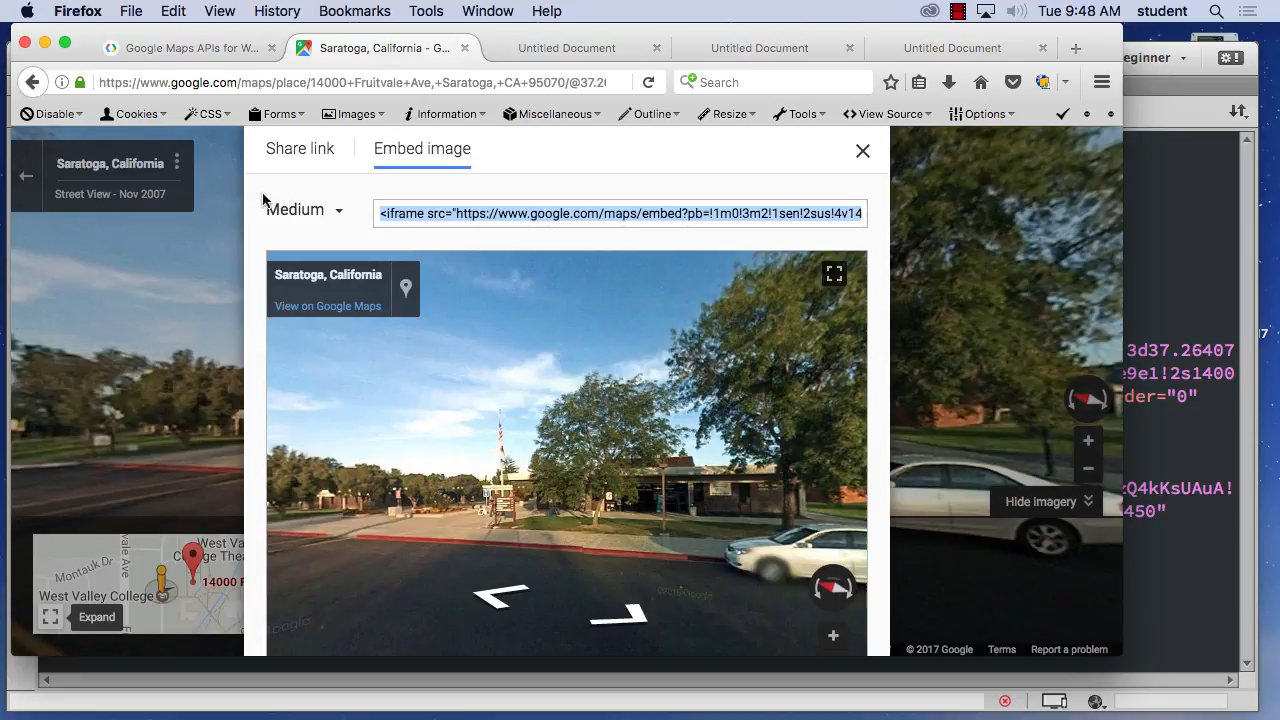 Firefox File Edit View History Bookmarks Tools Window Help Tue 9:48 AM student
Google Maps APIs for W...
Saratoga, California - G...
Untitled Document
Untitled Document
https://www.google.com/maps/place/14000+Fruitvale+Ave,+Saratoga,+CA+95070/@37.2
Search
Disable Cookies CSS Forms Images Information Miscellaneous Outline Resize Tools View Source Options
eginner
Saratoga, California
Street View - Nov 2007
Share link
Embed image
Medium
<iframe src="https://www.google.com/maps/embed?pb=!1m0!3m2!1sen!2sus!4v14
Saratoga, California
View on Google Maps
3d37.26407
e9e1!2s1400
der="0"
zQ4kKsUAuA!
450"
Hide imagery
West Va
College Thea
vale Ave
Montauk Dr
14000 F
West Valley College
Expand
Google
© 2017 Google Terms Report a problem